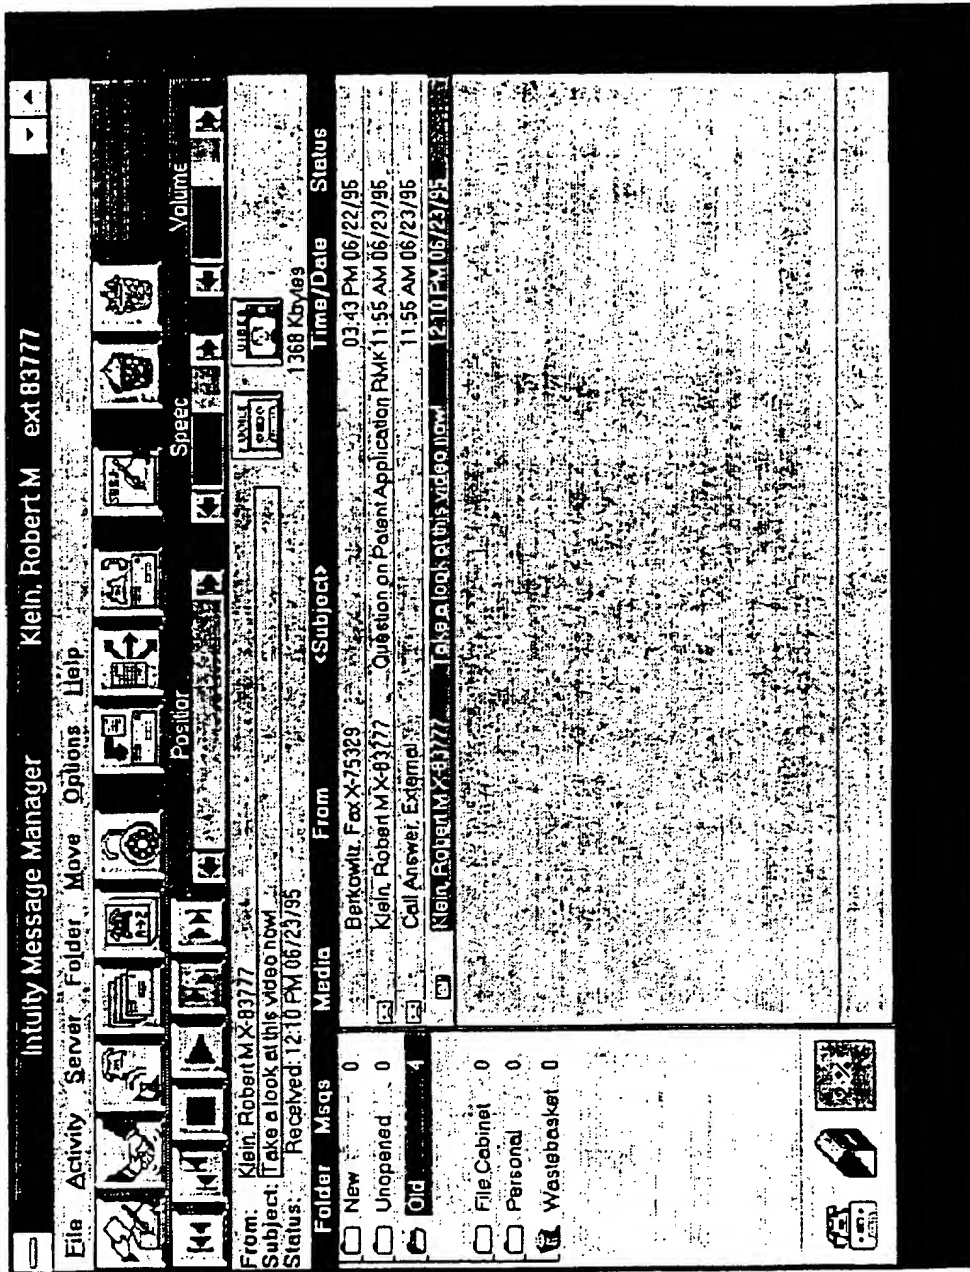 Intuity Message Manager Klein, Robert M ext 83777
File Activity Server Folder Move Options Help
Position Speed Volume
From: Klein, Robert M X-83777
Subject: Take a look at this video now!
Status: Received: 12:10 PM 06/23/95 1368 Kbytes
VIDEO
Folder Msgs Media From <Subject> Time/Date Status
New 0
Unopened 0
Old 4
File Cabinet 0
Personal 0
Wastebasket 0
Berkowitz, Fax X-75329 03:43 PM 06/22/95
Klein, Robert M X-83777 Question on Patent Application RMK 11:55 AM 06/23/95
Call Answer, External 11:55 AM 06/23/95
Klein, Robert M X-83777 Take a look at this video now! 12:10 PM 06/23/95